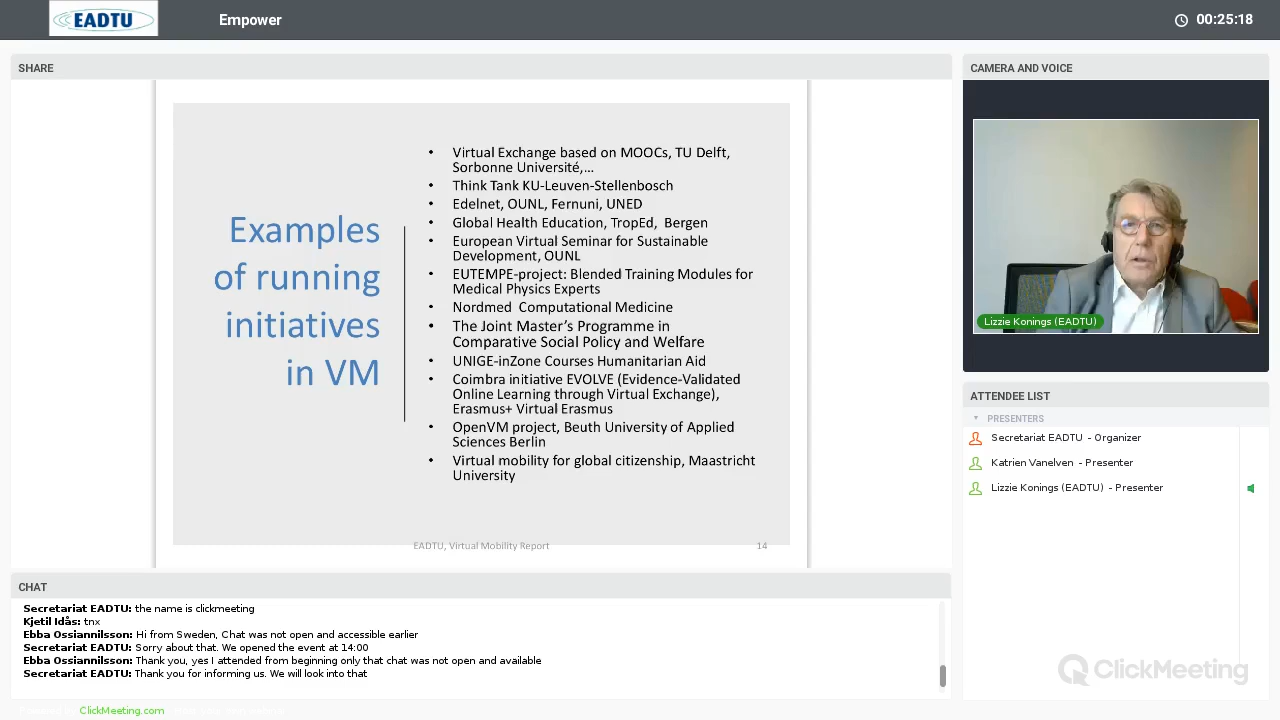 EADTU
Empower
00:25:18
SHARE
Examples
of running
initiatives
in VM
• Virtual Exchange based on MOOCs, TU Delft,
Sorbonne Université,...
• Think Tank KU-Leuven-Stellenbosch
• Edelnet, OUNL, Fernuni, UNED
• Global Health Education, TropEd, Bergen
• European Virtual Seminar for Sustainable
Development, OUNL
• EUTEMPE-project: Blended Training Modules for
Medical Physics Experts
• Nordmed Computational Medicine
• The Joint Master's Programme in
Comparative Social Policy and Welfare
• UNIGE-inZone Courses Humanitarian Aid
• Coimbra initiative EVOLVE (Evidence-Validated
Online Learning through Virtual Exchange),
Erasmus+ Virtual Erasmus
• OpenVM project, Beuth University of Applied
Sciences Berlin
• Virtual mobility for global citizenship, Maastricht
University
EADTU, Virtual Mobility Report
14
CAMERA AND VOICE
Lizzie Konings (EADTU)
ATTENDEE LIST
PRESENTERS
Secretariat EADTU - Organizer
Katrien Vanelven - Presenter
Lizzie Konings (EADTU) - Presenter
CHAT
Secretariat EADTU: the name is clickmeeting
Kjetil Idås: tnx
Ebba Ossiannilsson: Hi from Sweden, Chat was not open and accessible earlier
Secretariat EADTU: Sorry about that. We opened the event at 14:00
Ebba Ossiannilsson: Thank you, yes I attended from beginning only that chat was not open and available
Secretariat EADTU: Thank you for informing us. We will look into that
ClickMeeting
ClickMeeting.com